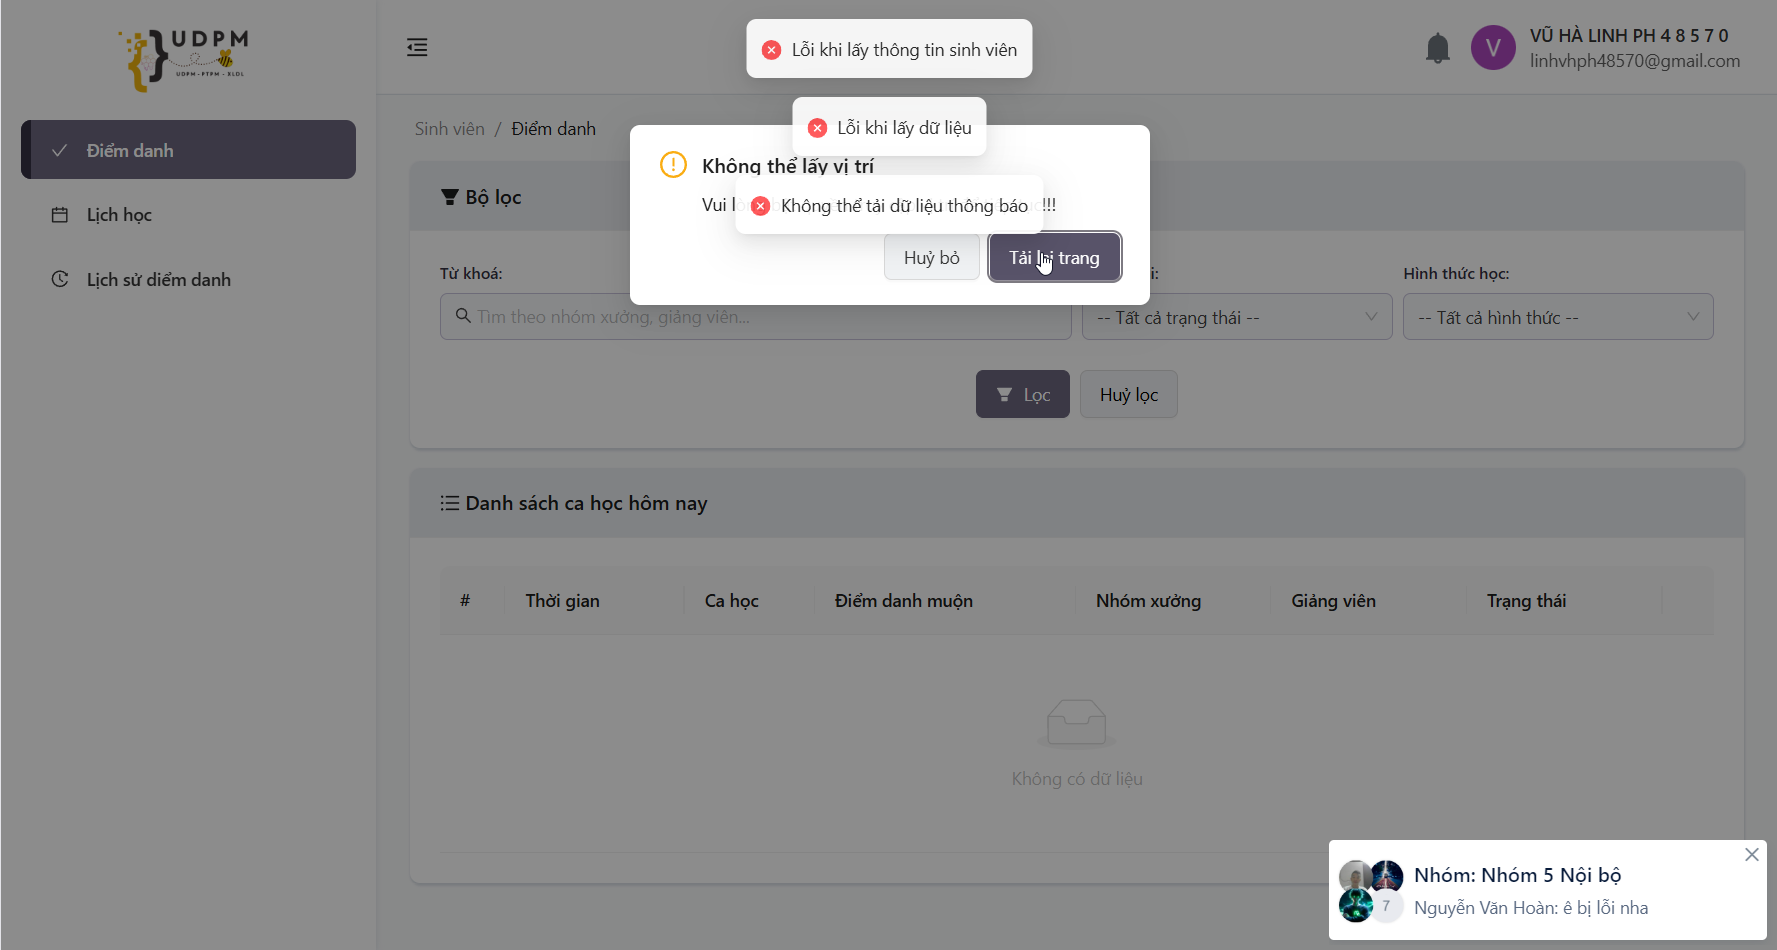 UDPM
UDPM - PTPM - XLDL
Điểm danh
Lịch học
Lịch sử điểm danh
VŨ HÀ LINH PH 4 8 5 7 0
linhvhph48570@gmail.com
V
Lỗi khi lấy thông tin sinh viên
Lỗi khi lấy dữ liệu
Không thể tải dữ liệu thông báo
Không thể lấy vị trí
Vui !!!
Huỷ bỏ
Tải lại trang
Sinh viên / Điểm danh
Bộ lọc
Từ khoá:
Hình thức học:
Tìm theo nhóm xưởng, giảng viên...
-- Tất cả trạng thái --
-- Tất cả hình thức --
Lọc
Huỷ lọc
Danh sách ca học hôm nay
# Thời gian Ca học Điểm danh muộn Nhóm xưởng Giảng viên Trạng thái
Không có dữ liệu
Nhóm: Nhóm 5 Nội bộ
7
Nguyễn Văn Hoàn: ê bị lỗi nha